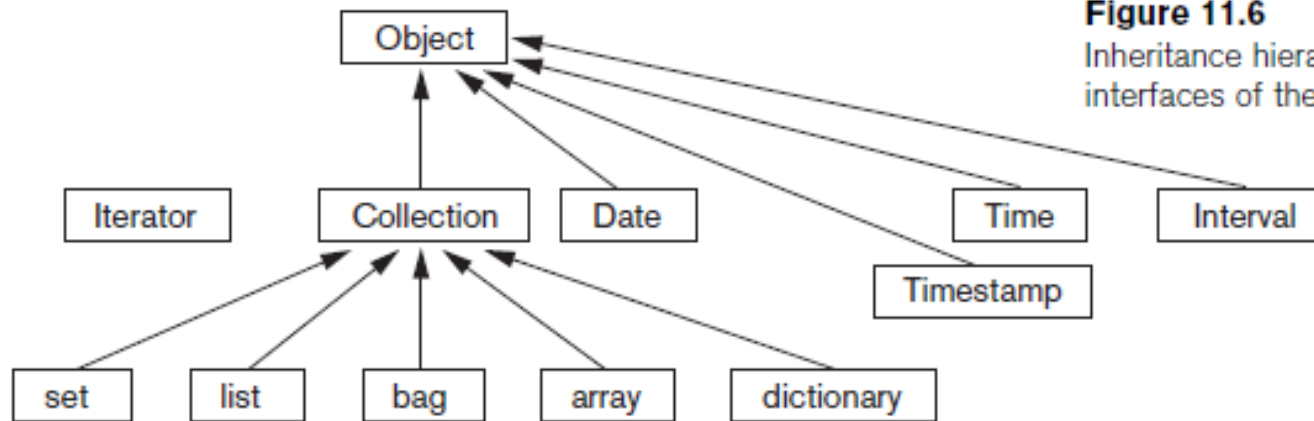 Figure 11.6
Object
Inheritance
interfaces of the
Iterator
Collection
Date
Time
Interval
Timestamp
set
list
bag
array
dictionary